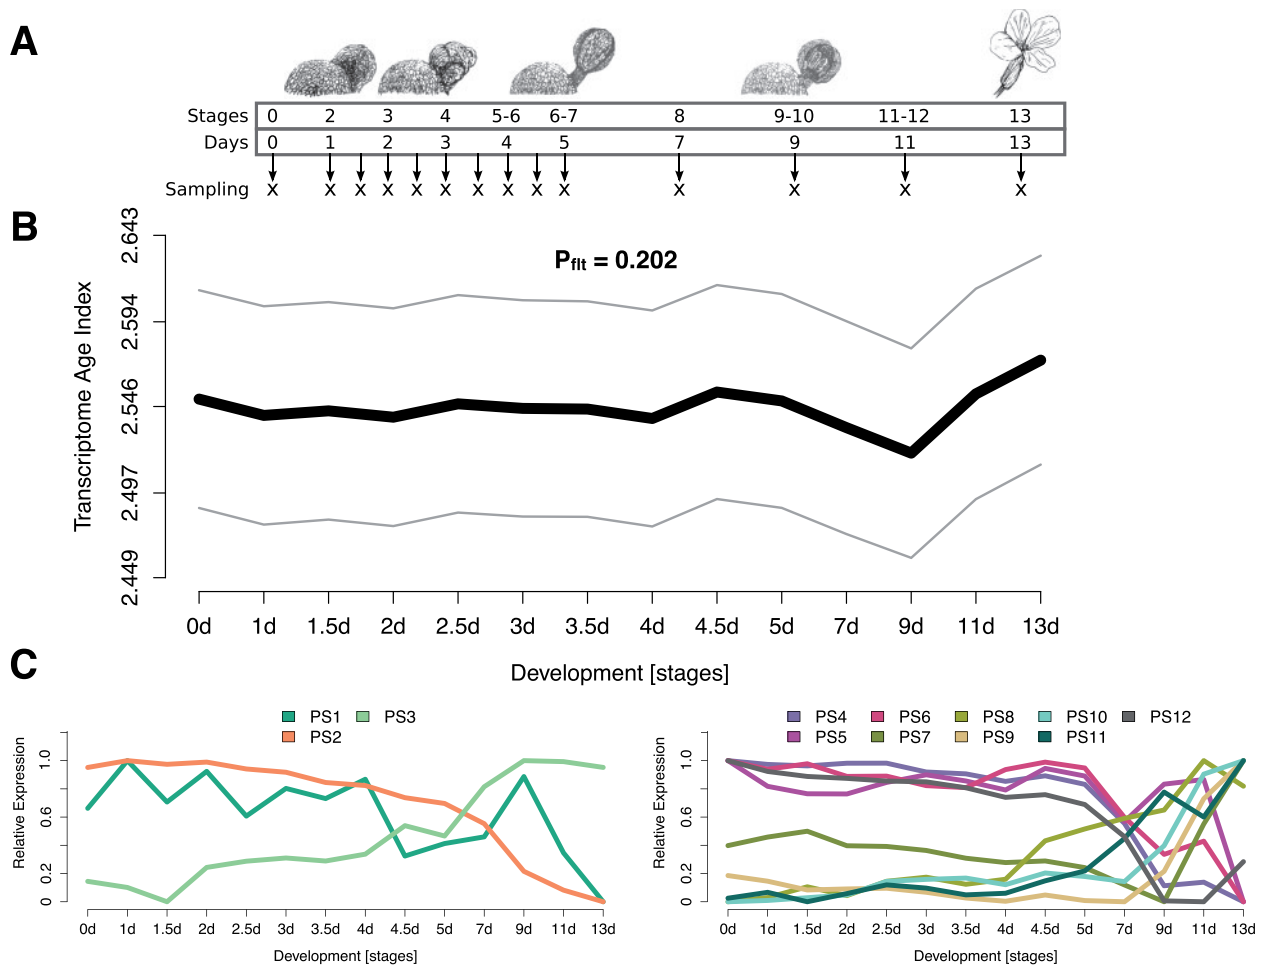 A
Stages 0 2 3 4 5-6 6-7 8 9-10 11-12 13
Days 0 1 2 3 4 5 7 9 11 13
Sampling x x x x x x x x x x x x x x
B
Transcriptome Age Index
2.643
2.594
2.546
2.497
2.449
Pflt = 0.202
0d 1d 1.5d 2d 2.5d 3d 3.5d 4d 4.5d 5d 7d 9d 11d 13d
Development [stages]
C
PS1 PS3
PS2
Relative Expression
1.0
0.6
0.2
0
0d 1d 1.5d 2d 2.5d 3d 3.5d 4d 4.5d 5d 7d 9d 11d 13d
Development [stages]
PS4 PS6 PS8 PS10 PS12
PS5 PS7 PS9 PS11
Relative Expression
1.0
0.6
0.2
0
0d 1d 1.5d 2d 2.5d 3d 3.5d 4d 4.5d 5d 7d 9d 11d 13d
Development [stages]